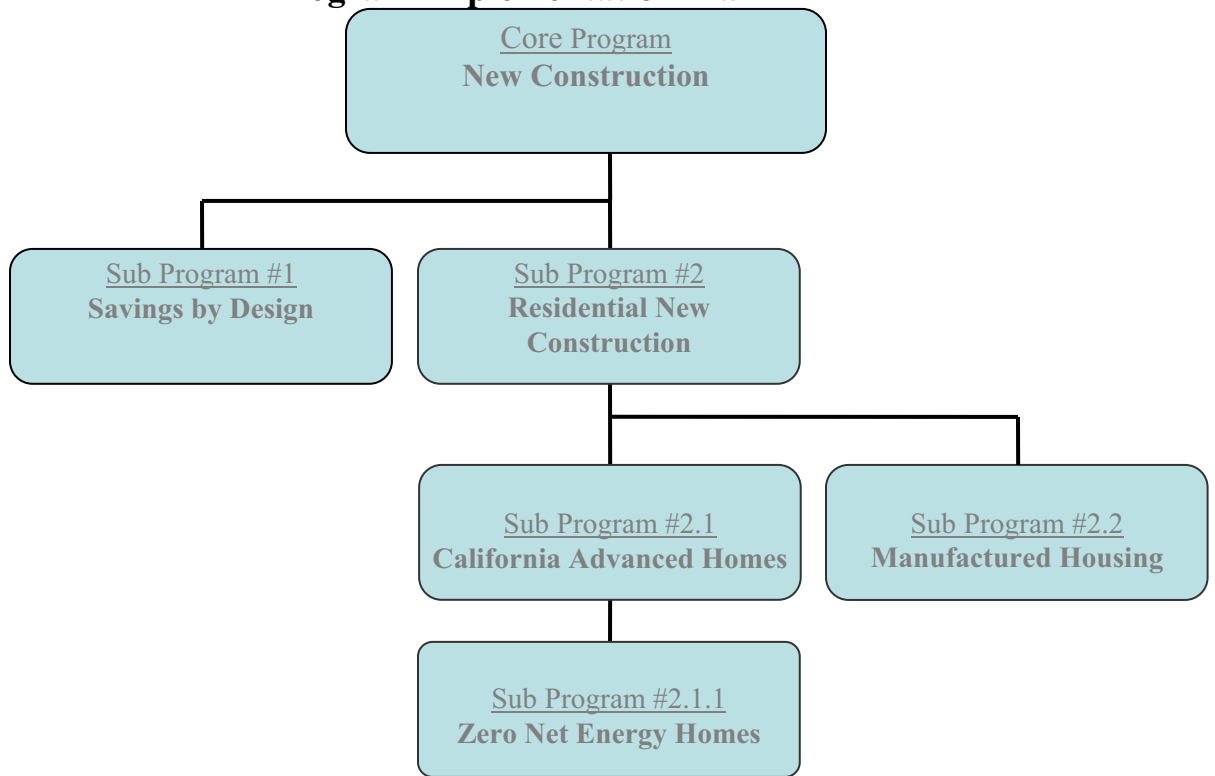 Core Program
New Construction
Sub Program #1
Savings by Design
Sub Program #2
Residential New
Construction
Sub Program #2.1
California Advanced Homes
Sub Program #2.2
Manufactured Housing
Sub Program #2.1.1
Zero Net Energy Homes